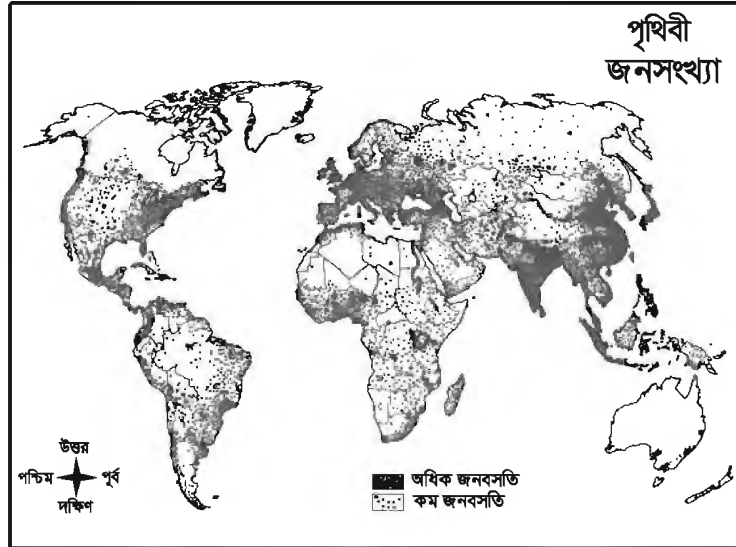 পৃথিবী
জনসংখ্যা
উত্তর
পশ্চিম পূর্ব
দক্ষিণ
অধিক জনবসতি
কম জনবসতি